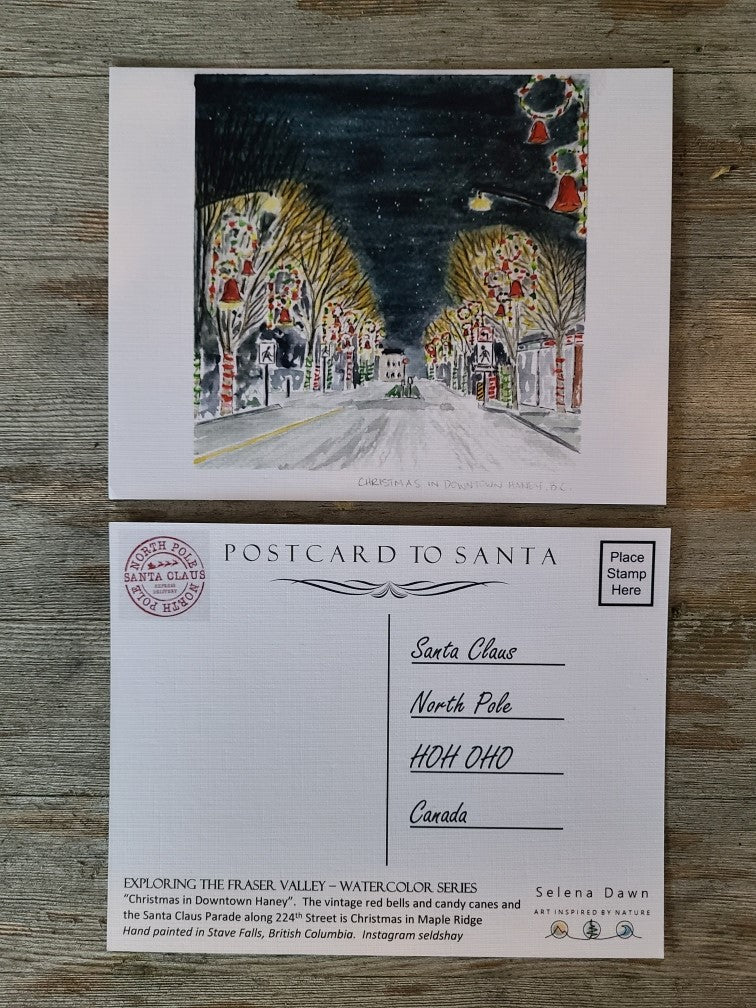 CHRISTMAS IN DOWNTOWN HANEY, B.C.
NORTH POLE
SANTA CLAUS
EXPRESS
DELIVERY
NORTH POLE
POSTCARD TO SANTA
Place
Stamp
Here
Santa Claus
North Pole
HOH OHO
Canada
EXPLORING THE FRASER VALLEY – WATERCOLOR SERIES
"Christmas in Downtown Haney". The vintage red bells and candy canes and
the Santa Claus Parade along 224th Street is Christmas in Maple Ridge
Hand painted in Stave Falls, British Columbia. Instagram seldshay
Selena Dawn
ART INSPIRED BY NATURE